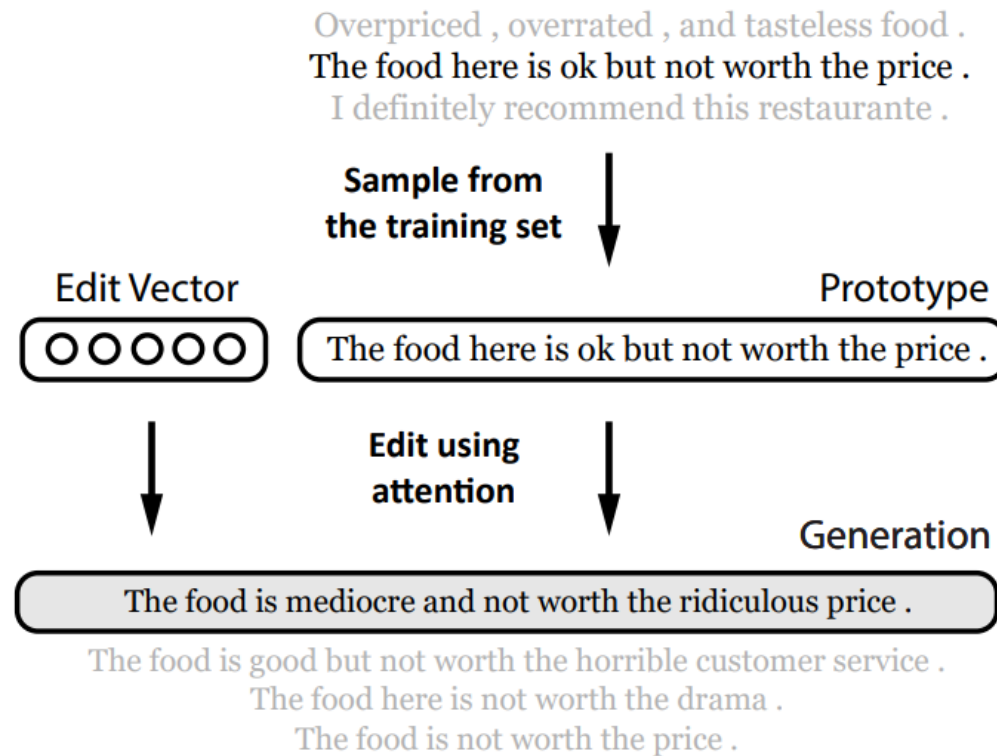 Overpriced , overrated , and tasteless food .
The food here is ok but not worth the price .
I definitely recommend this restaurante .
Sample from
the training set
Edit Vector
Prototype
The food here is ok but not worth the price .
Edit using
attention
Generation
The food is mediocre and not worth the ridiculous price .
The food is good but not worth the horrible customer service .
The food here is not worth the drama .
The food is not worth the price .